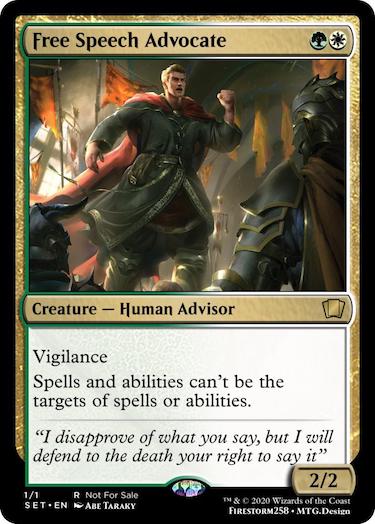 Free Speech Advocate
Creature — Human Advisor
Vigilance
Spells and abilities can't be the
targets of spells or abilities.
“I disapprove of what you say, but I will
defend to the death your right to say it”
2/2
1/1 R Not For Sale
SET • EN Abe Taraky
™ & © 2020 Wizards of the Coast
Firestorm258 • MTG.Design